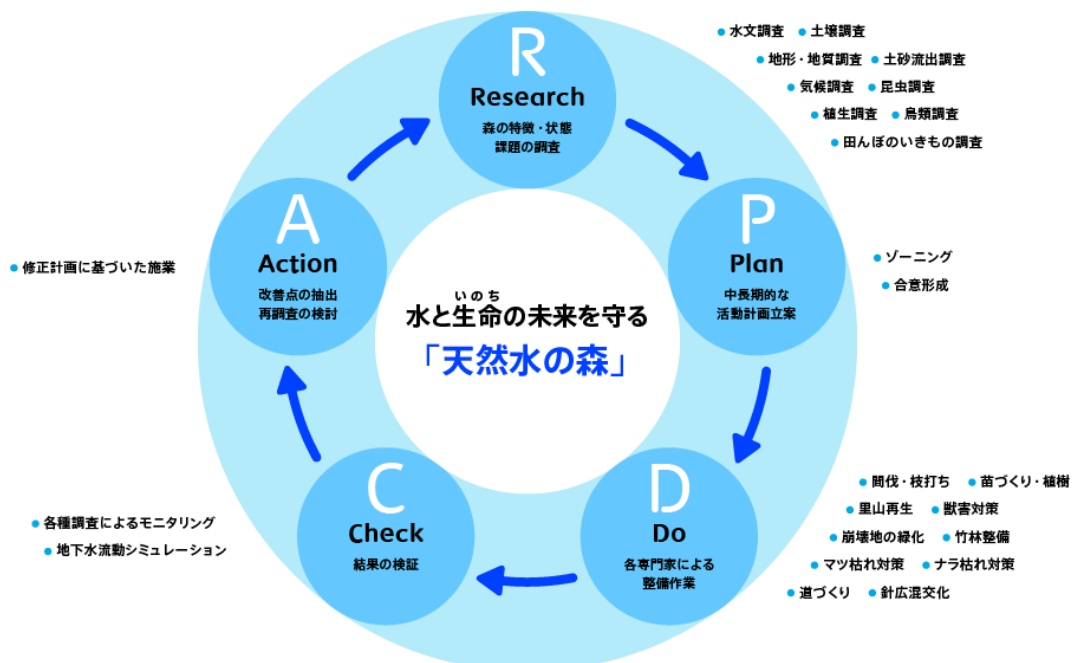 R
Research
森の特徴・状態
課題の調査
● 水文調査 ● 土壌調査
● 地形・地質調査 ● 土砂流出調査
● 気候調査 ● 昆虫調査
● 植生調査 ● 鳥類調査
● 田んぼのいきもの調査
P
Plan
中長期的な
活動計画立案
● ゾーニング
● 合意形成
D
Do
各専門家による
整備作業
● 間伐・枝打ち ● 苗づくり・植樹
● 里山再生 ● 獣害対策
● 崩壊地の緑化 ● 竹林整備
● マツ枯れ対策 ● ナラ枯れ対策
● 道づくり ● 針広混交化
C
Check
結果の検証
● 各種調査によるモニタリング
● 地下水流動シミュレーション
A
Action
改善点の抽出
再調査の検討
● 修正計画に基づいた施業
いのち
水と生命の未来を守る
「天然水の森」